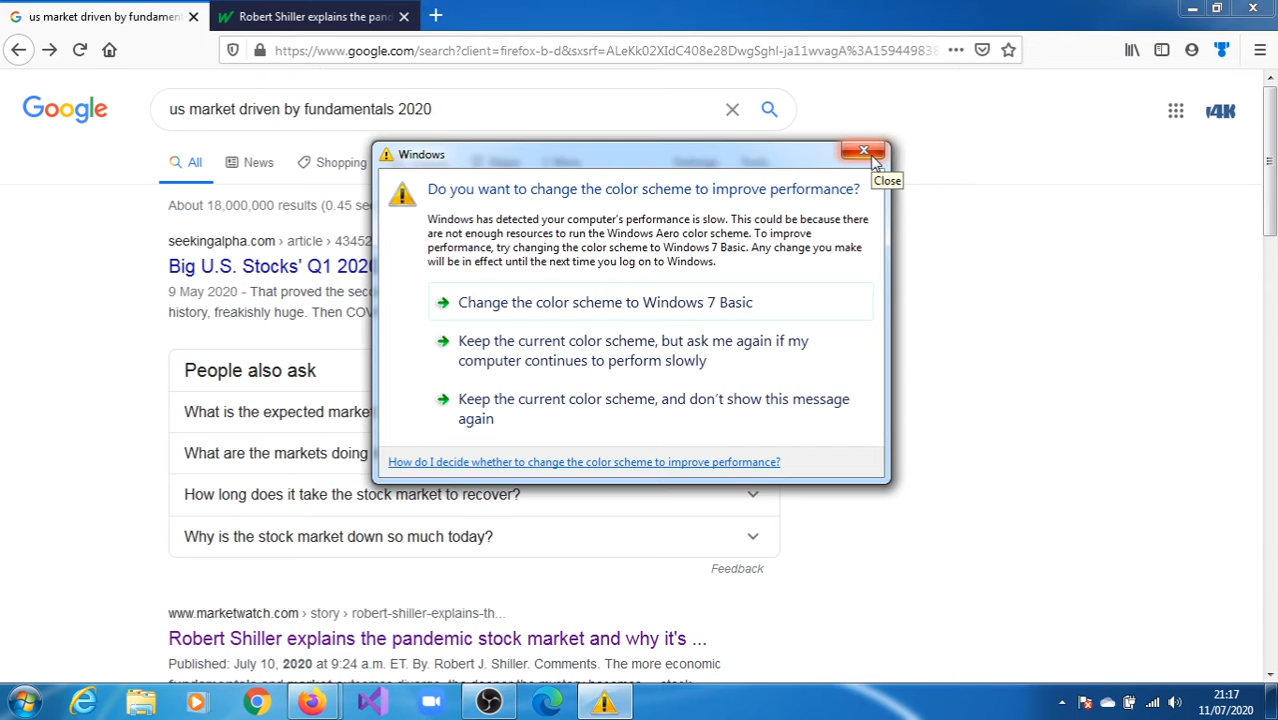 us market driven by fundament
Robert Shiller explains the pand
https://www.google.com/search?client=firefox-b-d&sxsrf=ALeKk02XIdC408e28DwgSghI-ja11wvagA%3A159449838
Google
us market driven by fundamentals 2020
All
News
Shopping
About 18,000,000 results (0.45 se
seekingalpha.com › article › 43452
Big U.S. Stocks' Q1 2020
9 May 2020 - That proved the seco
history, freakishly huge. Then COV
People also ask
What is the expected market
What are the markets doing
How long does it take the stock market to recover?
Why is the stock market down so much today?
Feedback
www.marketwatch.com › story › robert-shiller-explains-th...
Robert Shiller explains the pandemic stock market and why it's ...
Published: July 10, 2020 at 9:24 a.m. ET. By. Robert J. Shiller. Comments. The more economic
Windows
Close
Do you want to change the color scheme to improve performance?
Windows has detected your computer's performance is slow. This could be because there
are not enough resources to run the Windows Aero color scheme. To improve
performance, try changing the color scheme to Windows 7 Basic. Any change you make
will be in effect until the next time you log on to Windows.
Change the color scheme to Windows 7 Basic
Keep the current color scheme, but ask me again if my
computer continues to perform slowly
Keep the current color scheme, and don't show this message
again
How do I decide whether to change the color scheme to improve performance?
21:17
11/07/2020